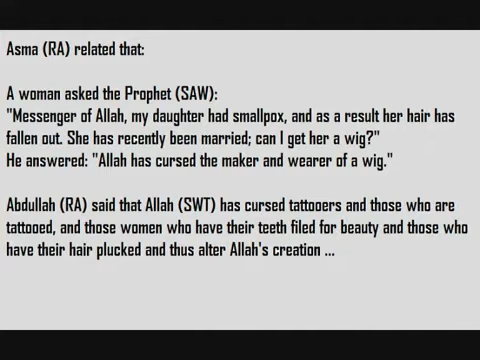 Asma (RA) related that:
A woman asked the Prophet (SAW):
"Messenger of Allah, my daughter had smallpox, and as a result her hair has
fallen out. She has recently been married; can I get her a wig?"
He answered: "Allah has cursed the maker and wearer of a wig."
Abdullah (RA) said that Allah (SWT) has cursed tattooers and those who are
tattooed, and those women who have their teeth filed for beauty and those who
have their hair plucked and thus alter Allah's creation ...